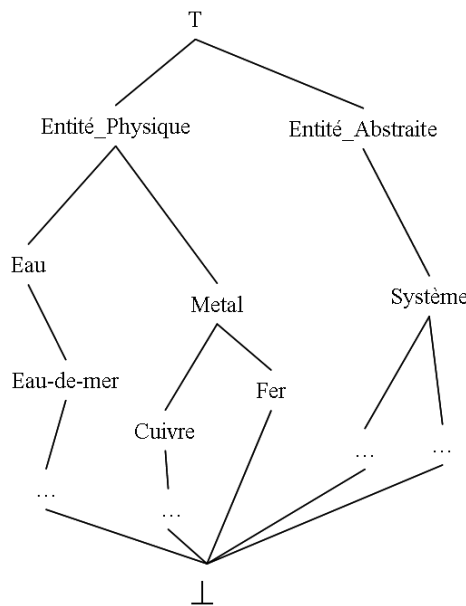 T
Entité_Physique
Entité_Abstraite
Eau
Metal
Système
Eau-de-mer
Fer
Cuivre
...
...
...
...
⊥